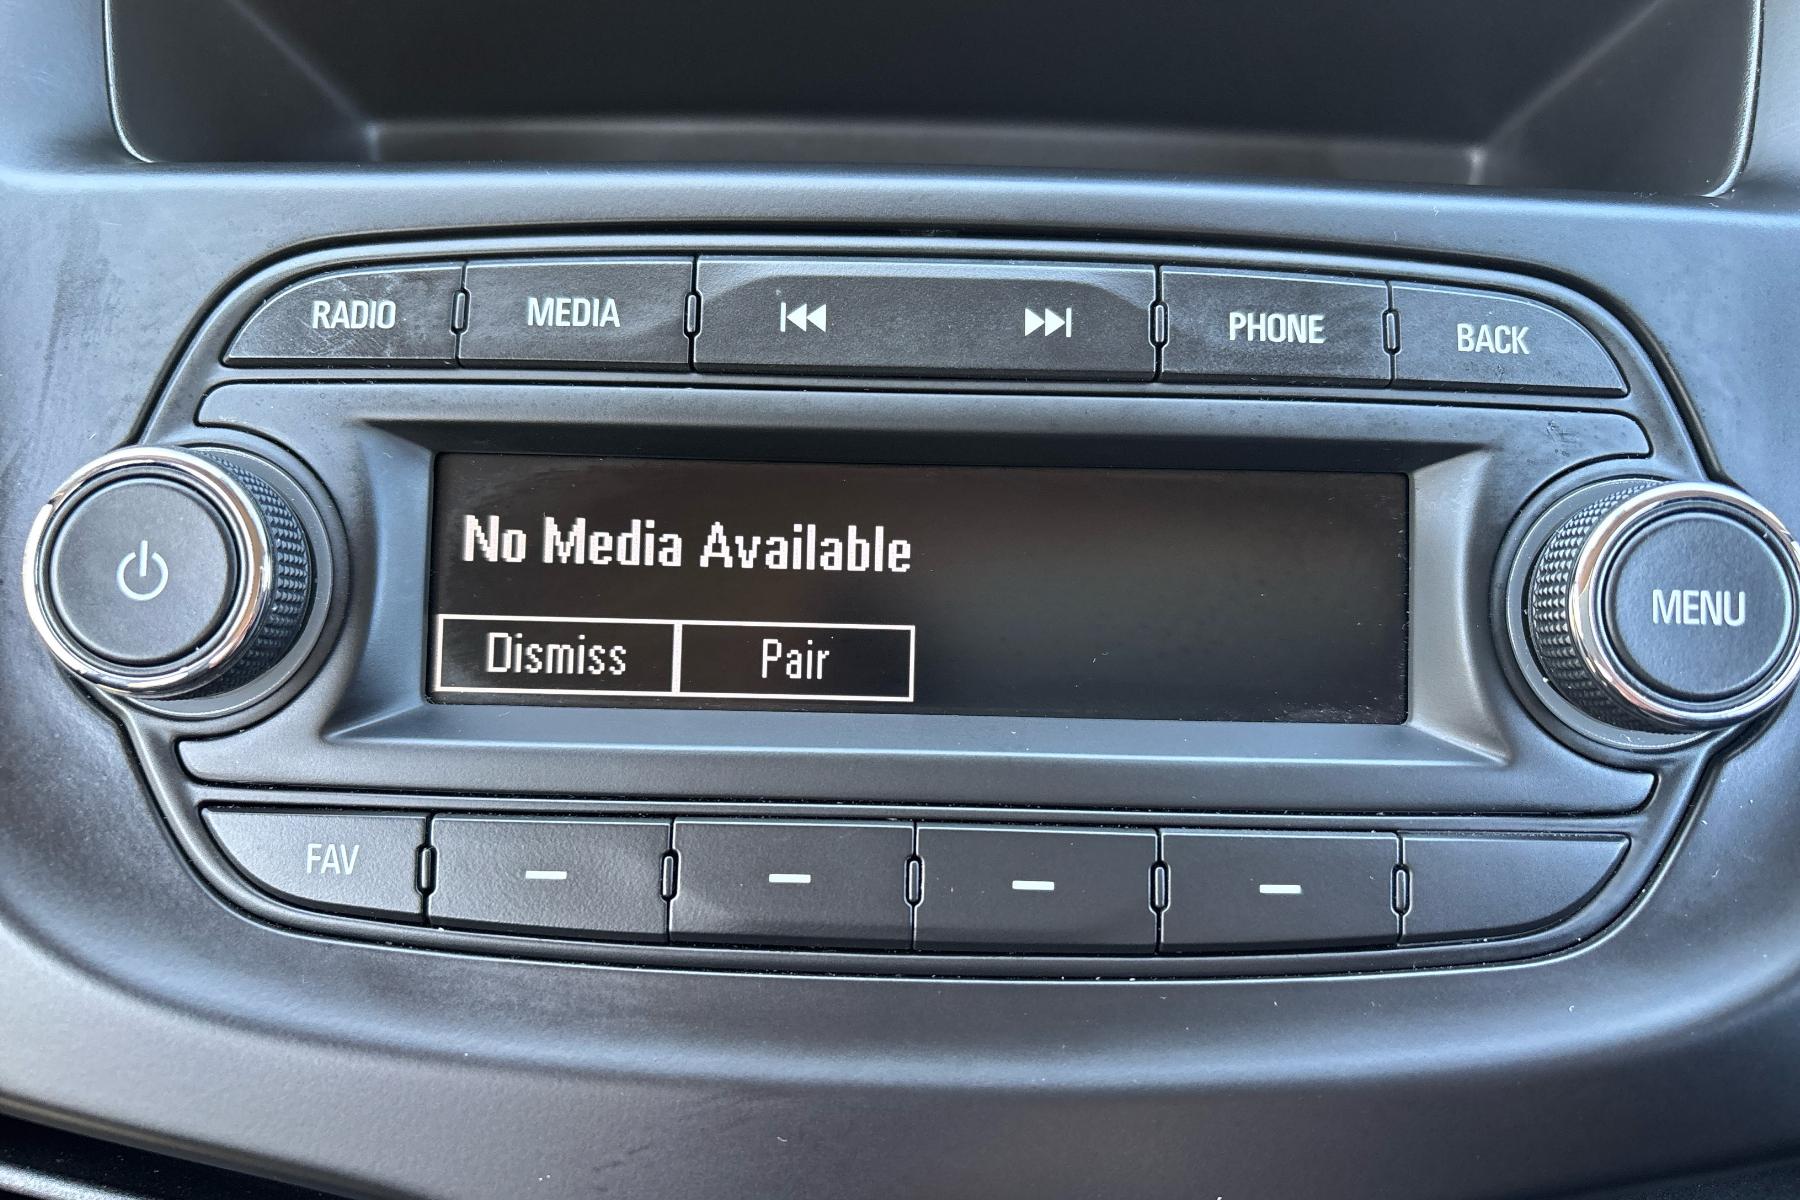 RADIO MEDIA PHONE BACK
No Media Available
Dismiss Pair
MENU
FAV